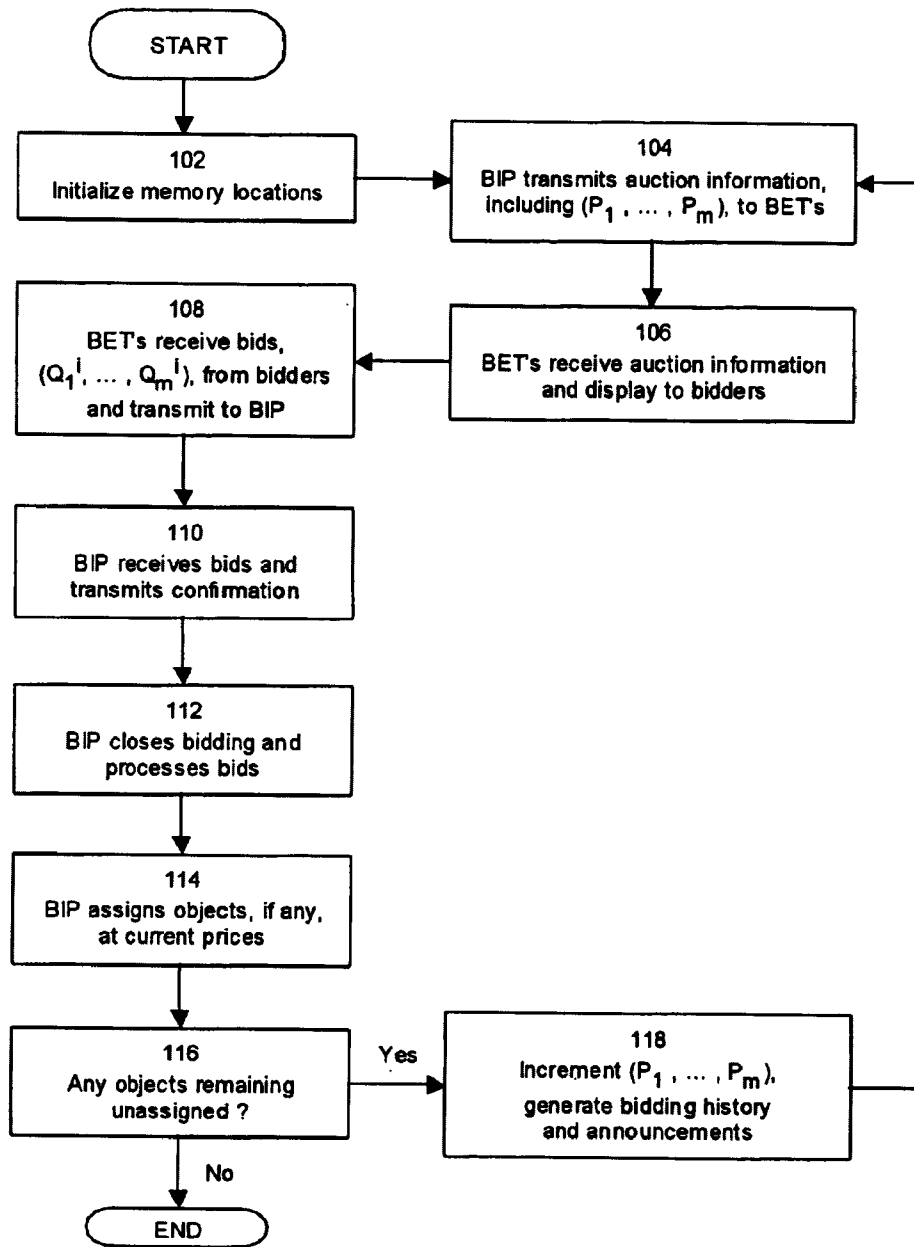 START
102
Initialize memory locations
104
BIP transmits auction information,
including (P₁ , ... , Pₘ), to BET's
106
BET's receive auction information
and display to bidders
108
BET's receive bids,
(Q₁ⁱ, ... , Qₘⁱ), from bidders
and transmit to BIP
110
BIP receives bids and
transmits confirmation
112
BIP closes bidding and
processes bids
114
BIP assigns objects, if any,
at current prices
116
Any objects remaining
unassigned ?
Yes
118
Increment (P₁ , ... , Pₘ),
generate bidding history
and announcements
No
END